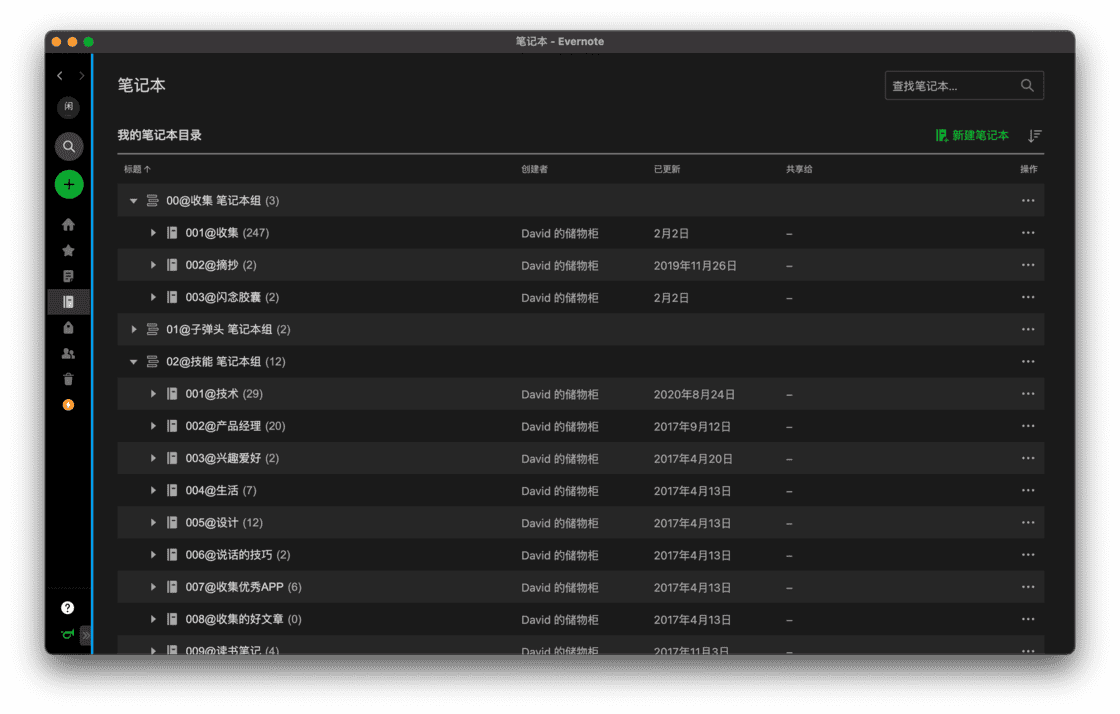 笔记本 - Evernote
闲
笔记本
查找笔记本...
我的笔记本目录
新建笔记本
标题 创建者 已更新 共享给 操作
00@收集 笔记本组 (3)
001@收集 (247) David 的储物柜 2月2日 –
002@摘抄 (2) David 的储物柜 2019年11月26日 –
003@闪念胶囊 (2) David 的储物柜 2月2日 –
01@子弹头 笔记本组 (2)
02@技能 笔记本组 (12)
001@技术 (29) David 的储物柜 2020年8月24日 –
002@产品经理 (20) David 的储物柜 2017年9月12日 –
003@兴趣爱好 (2) David 的储物柜 2017年4月20日 –
004@生活 (7) David 的储物柜 2017年4月13日 –
005@设计 (12) David 的储物柜 2017年4月13日 –
006@说话的技巧 (2) David 的储物柜 2017年4月13日 –
007@收集优秀APP (6) David 的储物柜 2017年4月13日 –
008@收集的好文章 (0) David 的储物柜 2017年4月13日 –
009@读书笔记 (4) David 的储物柜 2017年11月3日 –